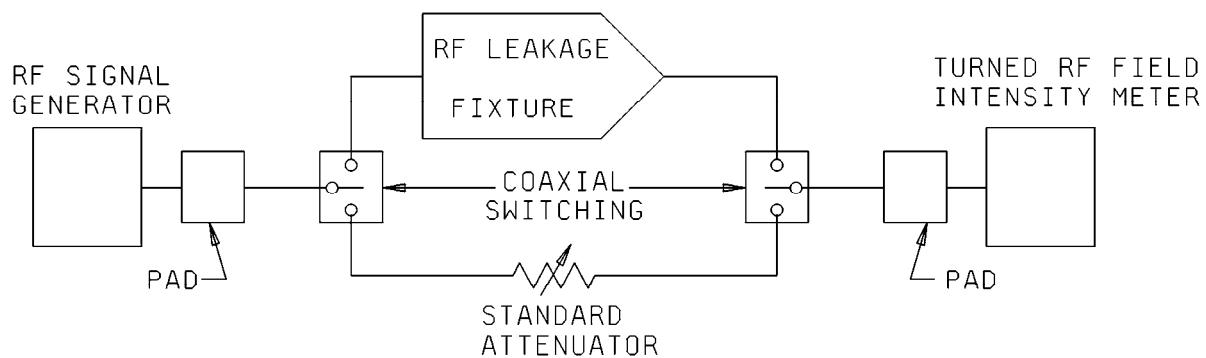 RF LEAKAGE
FIXTURE
RF SIGNAL
GENERATOR
TURNED RF FIELD
INTENSITY METER
COAXIAL
SWITCHING
PAD
PAD
STANDARD
ATTENUATOR